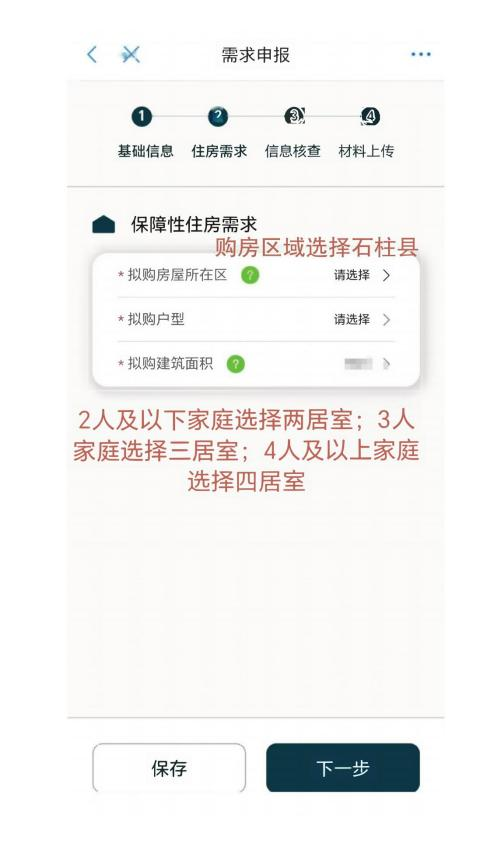 需求申报
1 2 3 4
基础信息 住房需求 信息核查 材料上传
保障性住房需求
购房区域选择石柱县
*拟购房屋所在区 ? 请选择
*拟购户型 请选择
*拟购建筑面积 ?
2人及以下家庭选择两居室；3人
家庭选择三居室；4人及以上家庭
选择四居室
保存 下一步